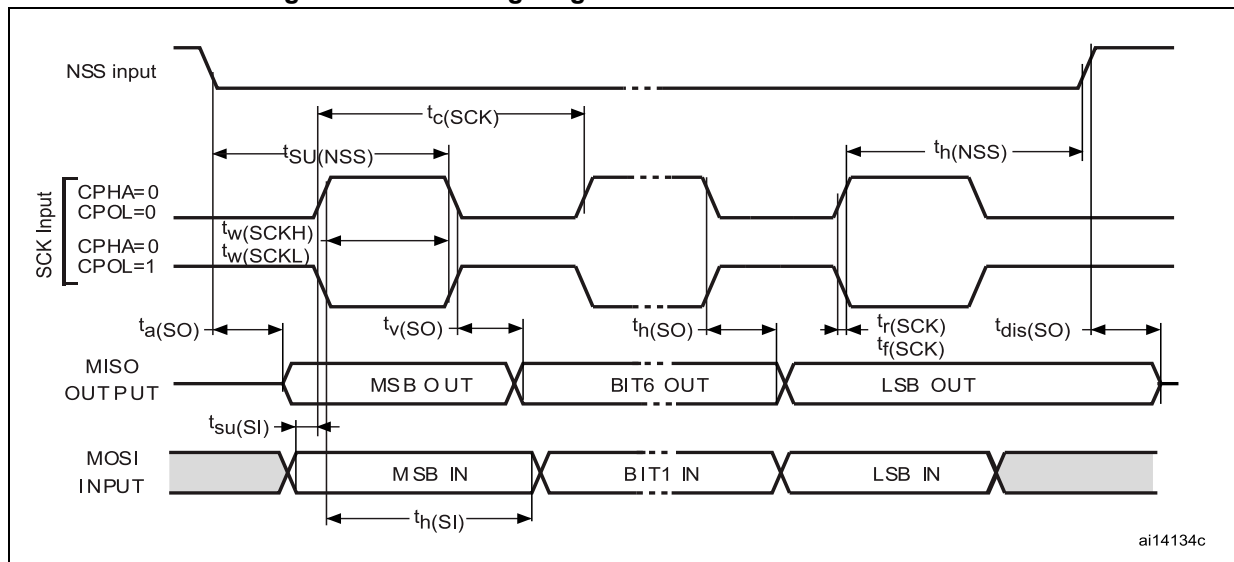 NSS input
tc(SCK)
tSU(NSS)
th(NSS)
SCK Input
CPHA=0
CPOL=0
CPHA=0
CPOL=1
tw(SCKH)
tw(SCKL)
ta(SO)
tv(SO)
th(SO)
tr(SCK)
tf(SCK)
tdis(SO)
MISO
OUTPUT
MSB OUT
BIT6 OUT
LSB OUT
tsu(SI)
MOSI
INPUT
MSB IN
BIT1 IN
LSB IN
th(SI)
ai14134c